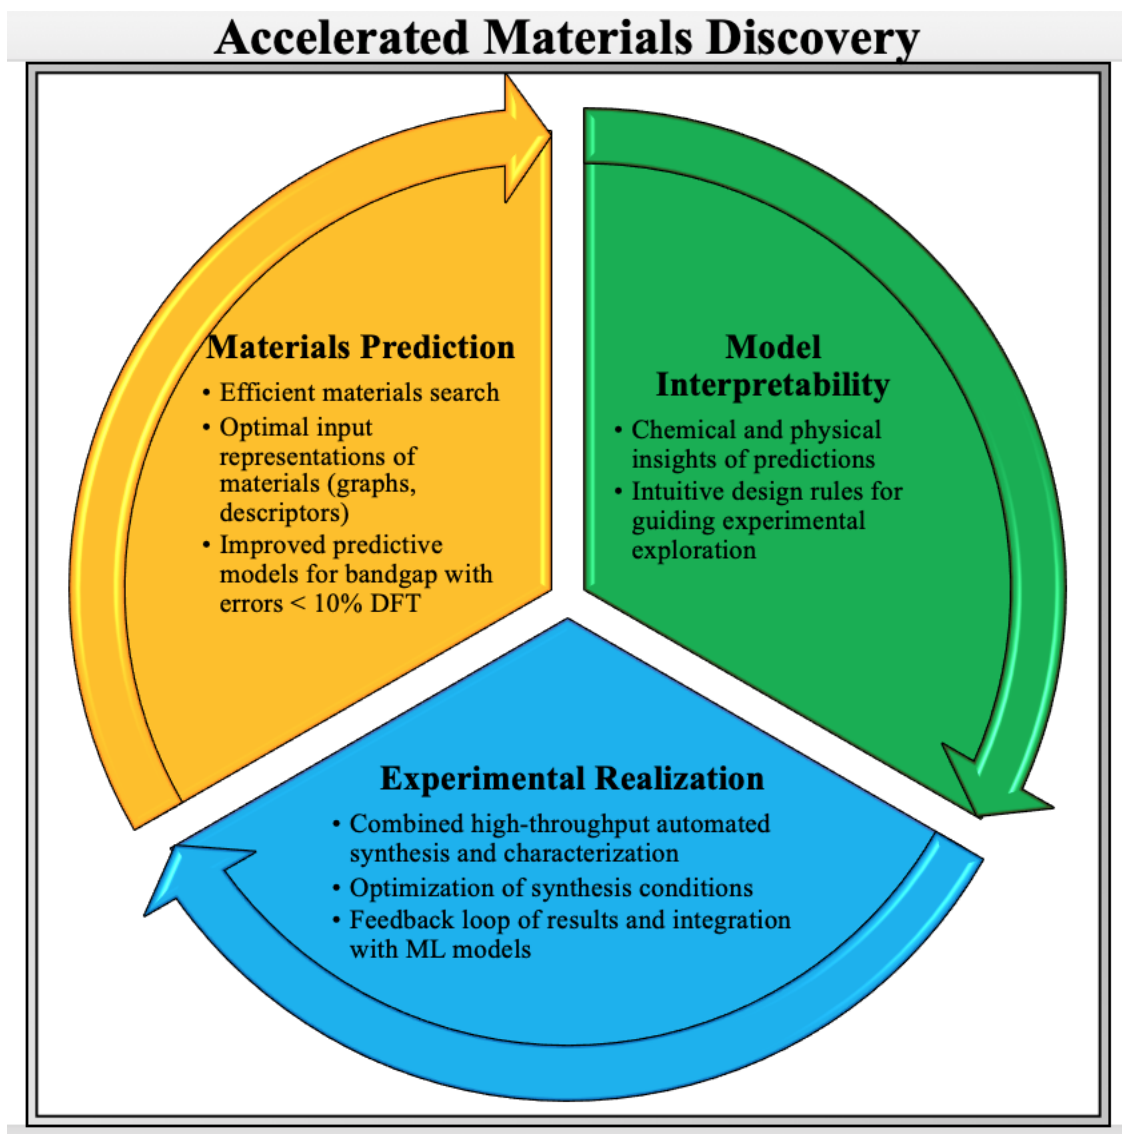 Accelerated Materials Discovery
Materials Prediction
• Efficient materials search
• Optimal input
representations of
materials (graphs,
descriptors)
• Improved predictive
models for bandgap with
errors < 10% DFT
Model
Interpretability
• Chemical and physical
insights of predictions
• Intuitive design rules for
guiding experimental
exploration
Experimental Realization
• Combined high-throughput automated
synthesis and characterization
• Optimization of synthesis conditions
• Feedback loop of results and integration
with ML models